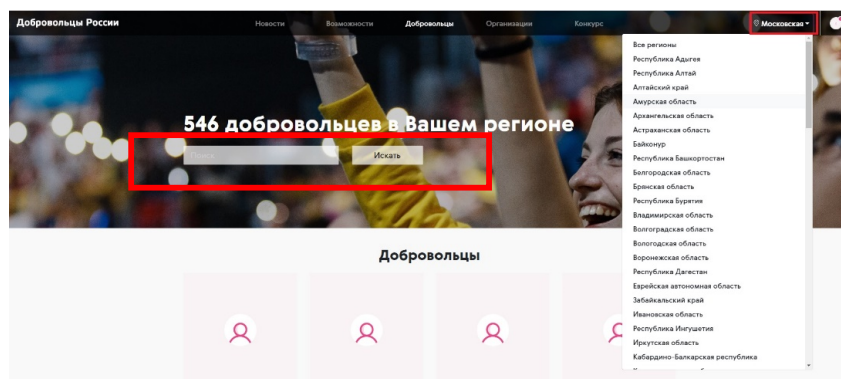 Добровольцы России
Новости Возможности Добровольцы Организации Конкурс Московская
Все регионы
Республика Адыгея
Республика Алтай
Алтайский край
Амурская область
Архангельская область
Астраханская область
Байконур
Республика Башкортостан
Белгородская область
Брянская область
Республика Бурятия
Владимирская область
Волгоградская область
Вологодская область
Воронежская область
Республика Дагестан
Еврейская автономная область
Забайкальский край
Ивановская область
Республика Ингушетия
Иркутская область
Кабардино-Балкарская республика
546 добровольцев в Вашем регионе
Поиск Искать
Добровольцы